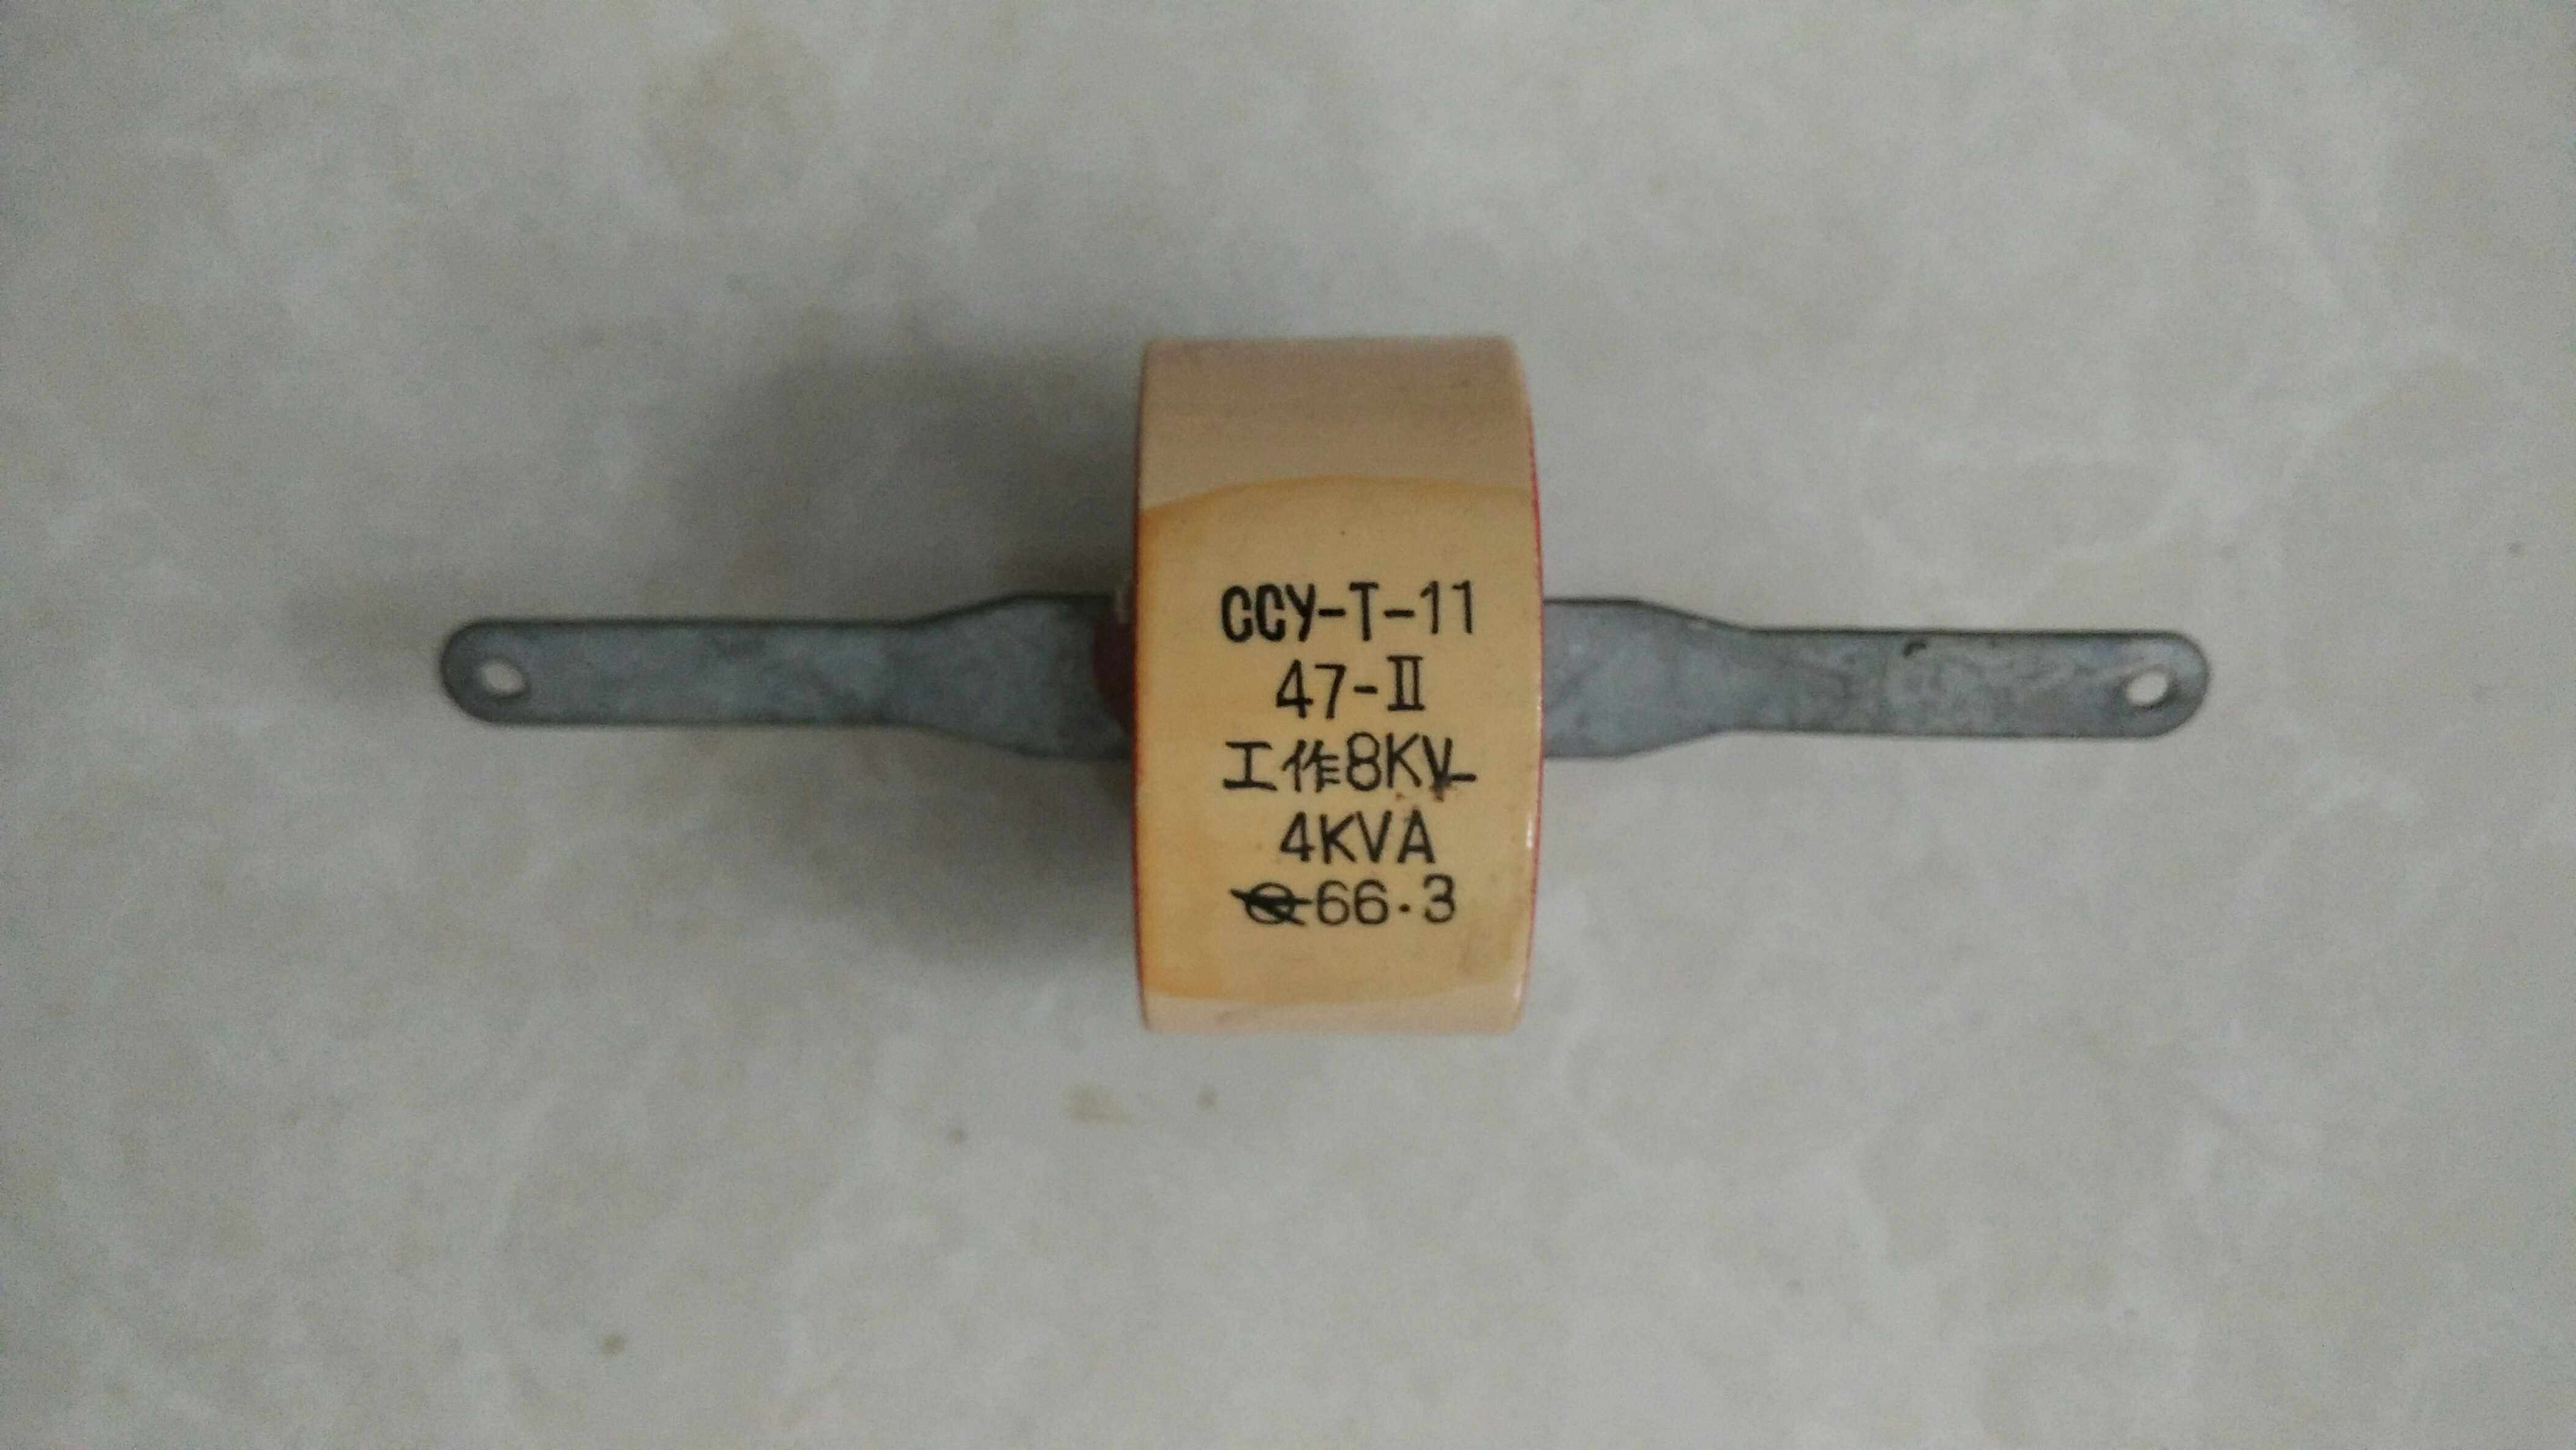 CCY-T-11
47-II
工作8KV-
4KVA
66·3